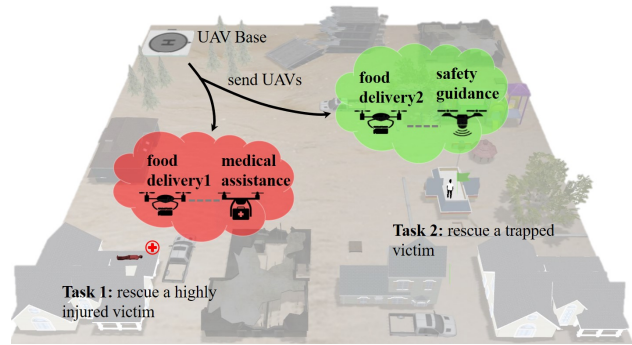 UAV Base
send UAVs
food
delivery2
safety
guidance
food
delivery1
medical
assistance
Task 2: rescue a trapped
victim
Task 1: rescue a highly
injured victim